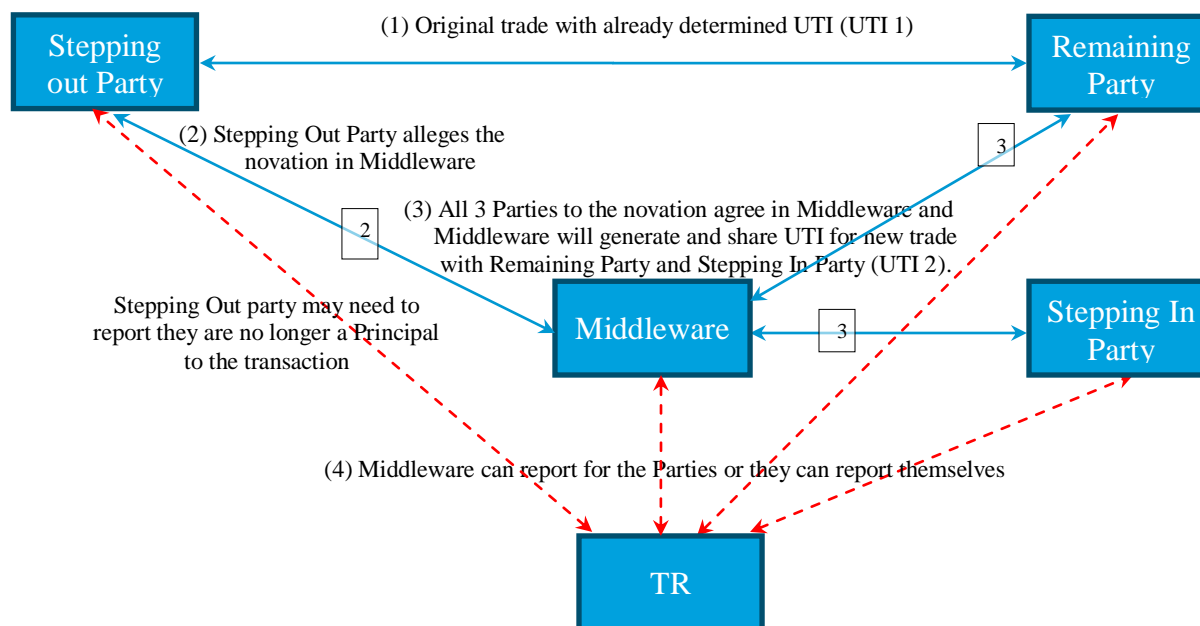 (1) Original trade with already determined UTI (UTI 1)
Stepping
out Party
Remaining
Party
(2) Stepping Out Party alleges the
novation in Middleware
3
(3) All 3 Parties to the novation agree in Middleware and
Middleware will generate and share UTI for new trade
with Remaining Party and Stepping In Party (UTI 2).
2
Stepping Out party may need to
report they are no longer a Principal
to the transaction
Middleware
3
Stepping In
Party
(4) Middleware can report for the Parties or they can report themselves
TR